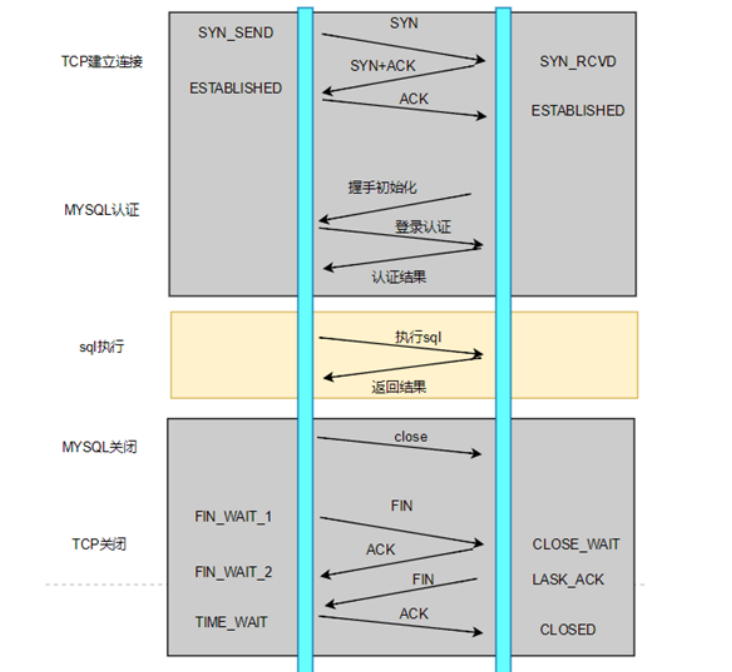 SYN
SYN_SEND
TCP建立连接
SYN+ACK
SYN_RCVD
ESTABLISHED
ACK
ESTABLISHED
握手初始化
MYSQL认证
登录认证
认证结果
执行sql
sql执行
返回结果
close
MYSQL关闭
FIN
FIN_WAIT_1
TCP关闭
ACK
CLOSE_WAIT
FIN_WAIT_2
FIN
LASK_ACK
ACK
TIME_WAIT
CLOSED